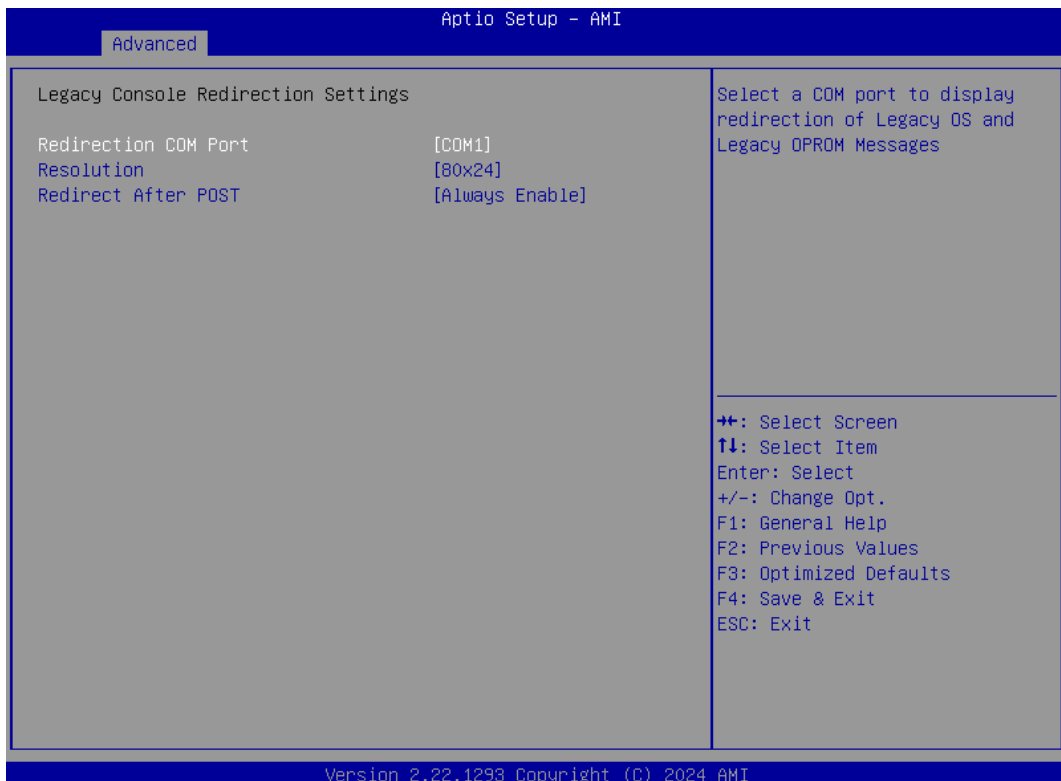 Aptio Setup – AMI
Advanced
Legacy Console Redirection Settings
Redirection COM Port [COM1]
Resolution [80x24]
Redirect After POST [Always Enable]
Select a COM port to display
redirection of Legacy OS and
Legacy OPROM Messages
→←: Select Screen
↑↓: Select Item
Enter: Select
+/-: Change Opt.
F1: General Help
F2: Previous Values
F3: Optimized Defaults
F4: Save & Exit
ESC: Exit
Version 2.22.1293 Copyright (C) 2024 AMI